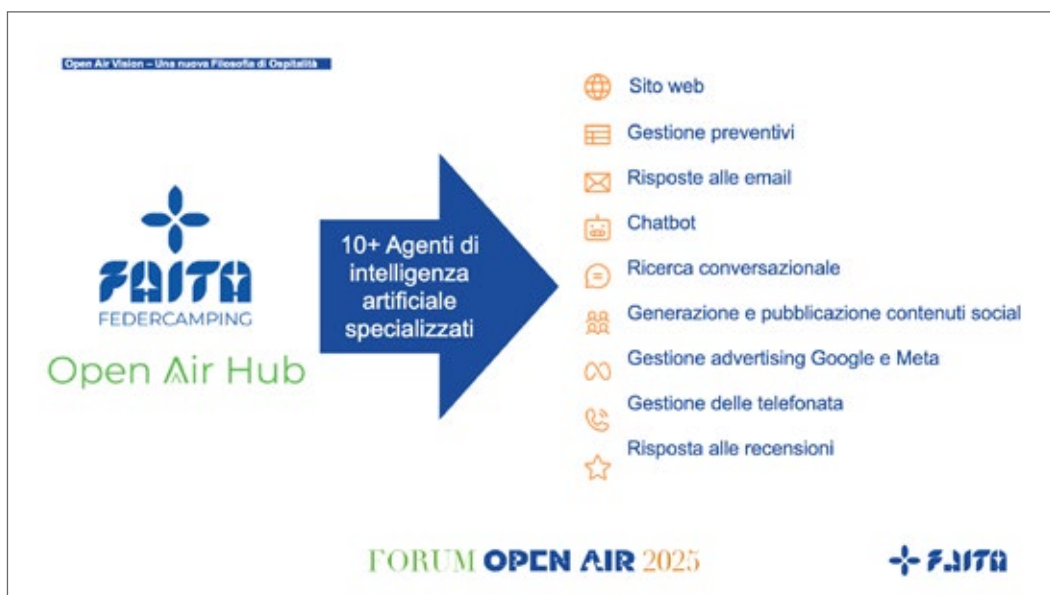 Open Air Vision – Una nuova Filosofia di Ospitalità
FAITA
FEDERCAMPING
Open Air Hub
10+ Agenti di
intelligenza
artificiale
specializzati
Sito web
Gestione preventivi
Risposte alle email
Chatbot
Ricerca conversazionale
Generazione e pubblicazione contenuti social
Gestione advertising Google e Meta
Gestione delle telefonata
Risposta alle recensioni
FORUM OPEN AIR 2025
FAITA